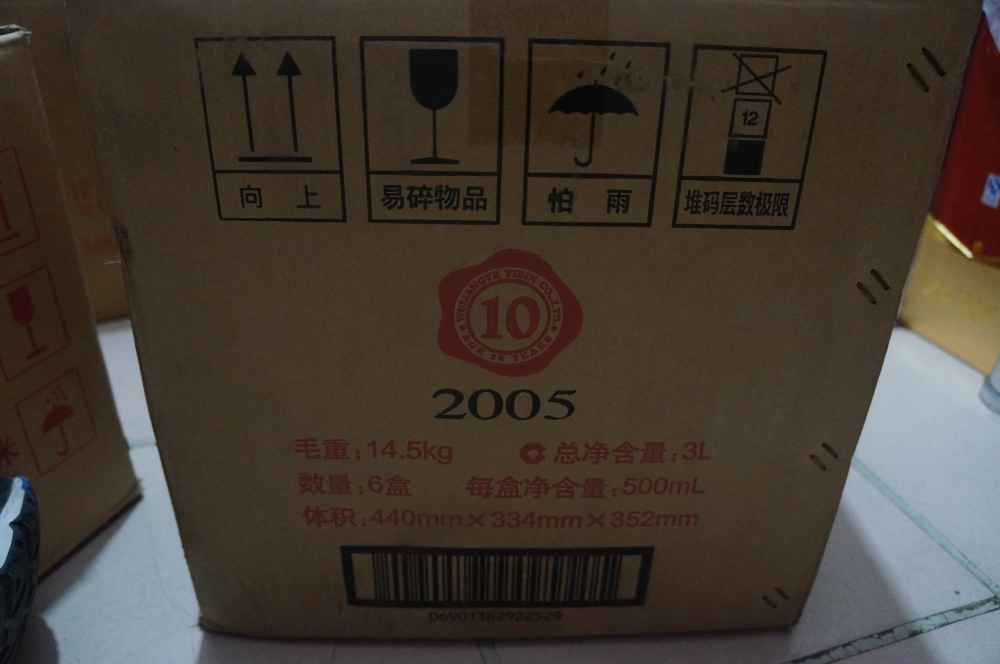 向 上
易碎物品
怕 雨
12
堆码层数极限
10
2005
毛重:14.5kg
总净含量:3L
数量:6盒
每盒净含量:500mL
体积:440mm×334mm×352mm
米